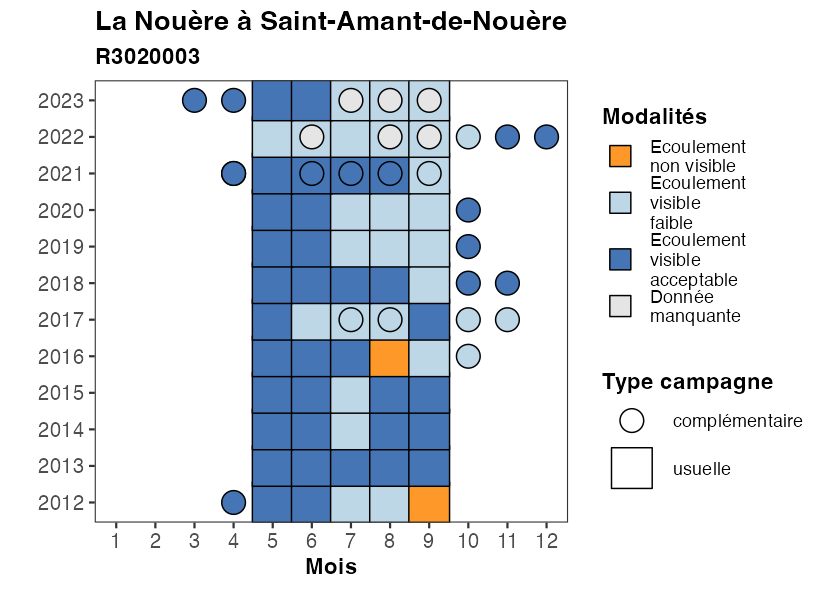 La Nouère à Saint-Amant-de-Nouère
R3020003
2023
2022
2021
2020
2019
2018
2017
2016
2015
2014
2013
2012
1 2 3 4 5 6 7 8 9 10 11 12
Mois
Modalités
Ecoulement
non visible
Ecoulement
visible
faible
Ecoulement
visible
acceptable
Donnée
manquante
Type campagne
complémentaire
usuelle